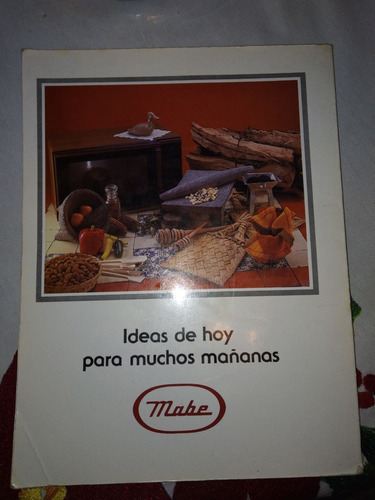 Ideas de hoy
para muchos mañanas
Mabe